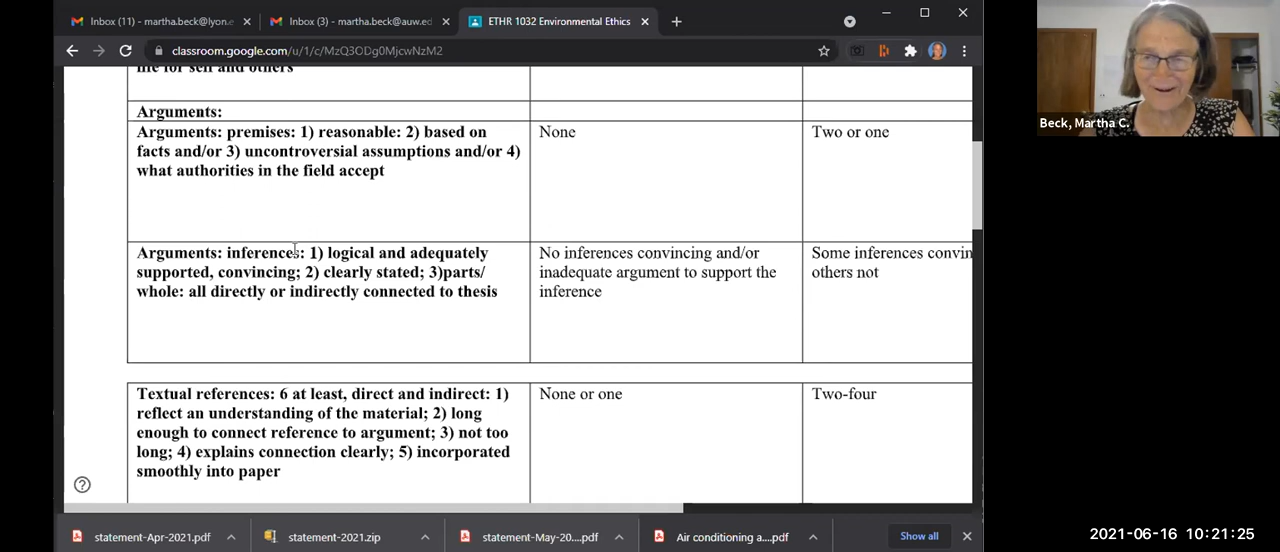 Inbox (11) - martha.beck@lyon.e
Inbox (3) - martha.beck@auw.ed
ETHR 1032 Environmental Ethics
classroom.google.com/u/1/c/MzQ3ODg0MjcwNzM2
life for self and others
Arguments:
Arguments: premises: 1) reasonable: 2) based on
facts and/or 3) uncontroversial assumptions and/or 4)
what authorities in the field accept
None
Two or one
Arguments: inferences: 1) logical and adequately
supported, convincing; 2) clearly stated; 3)parts/
whole: all directly or indirectly connected to thesis
No inferences convincing and/or
inadequate argument to support the
inference
Some inferences convin
others not
Textual references: 6 at least, direct and indirect: 1)
reflect an understanding of the material; 2) long
enough to connect reference to argument; 3) not too
long; 4) explains connection clearly; 5) incorporated
smoothly into paper
None or one
Two-four
statement-Apr-2021.pdf
statement-2021.zip
statement-May-20....pdf
Air conditioning a....pdf
Show all
Beck, Martha C.
2021-06-16 10:21:25